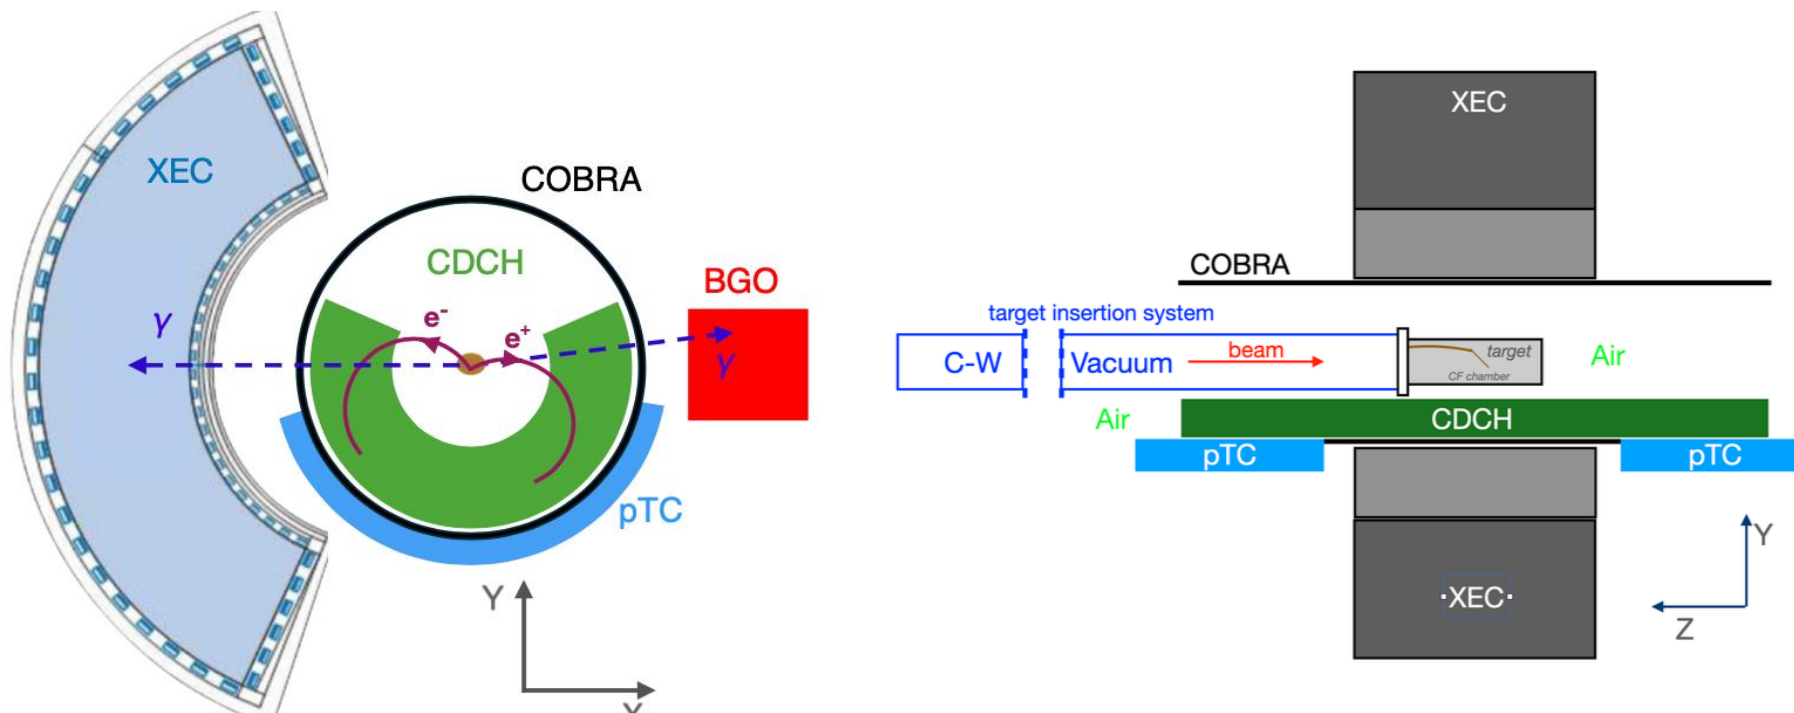 XEC
COBRA
CDCH
BGO
γ
e-
e+
γ
pTC
Y
X
XEC
COBRA
target insertion system
C-W
Vacuum
beam
target
CF chamber
Air
Air
CDCH
pTC
pTC
XEC
Y
Z